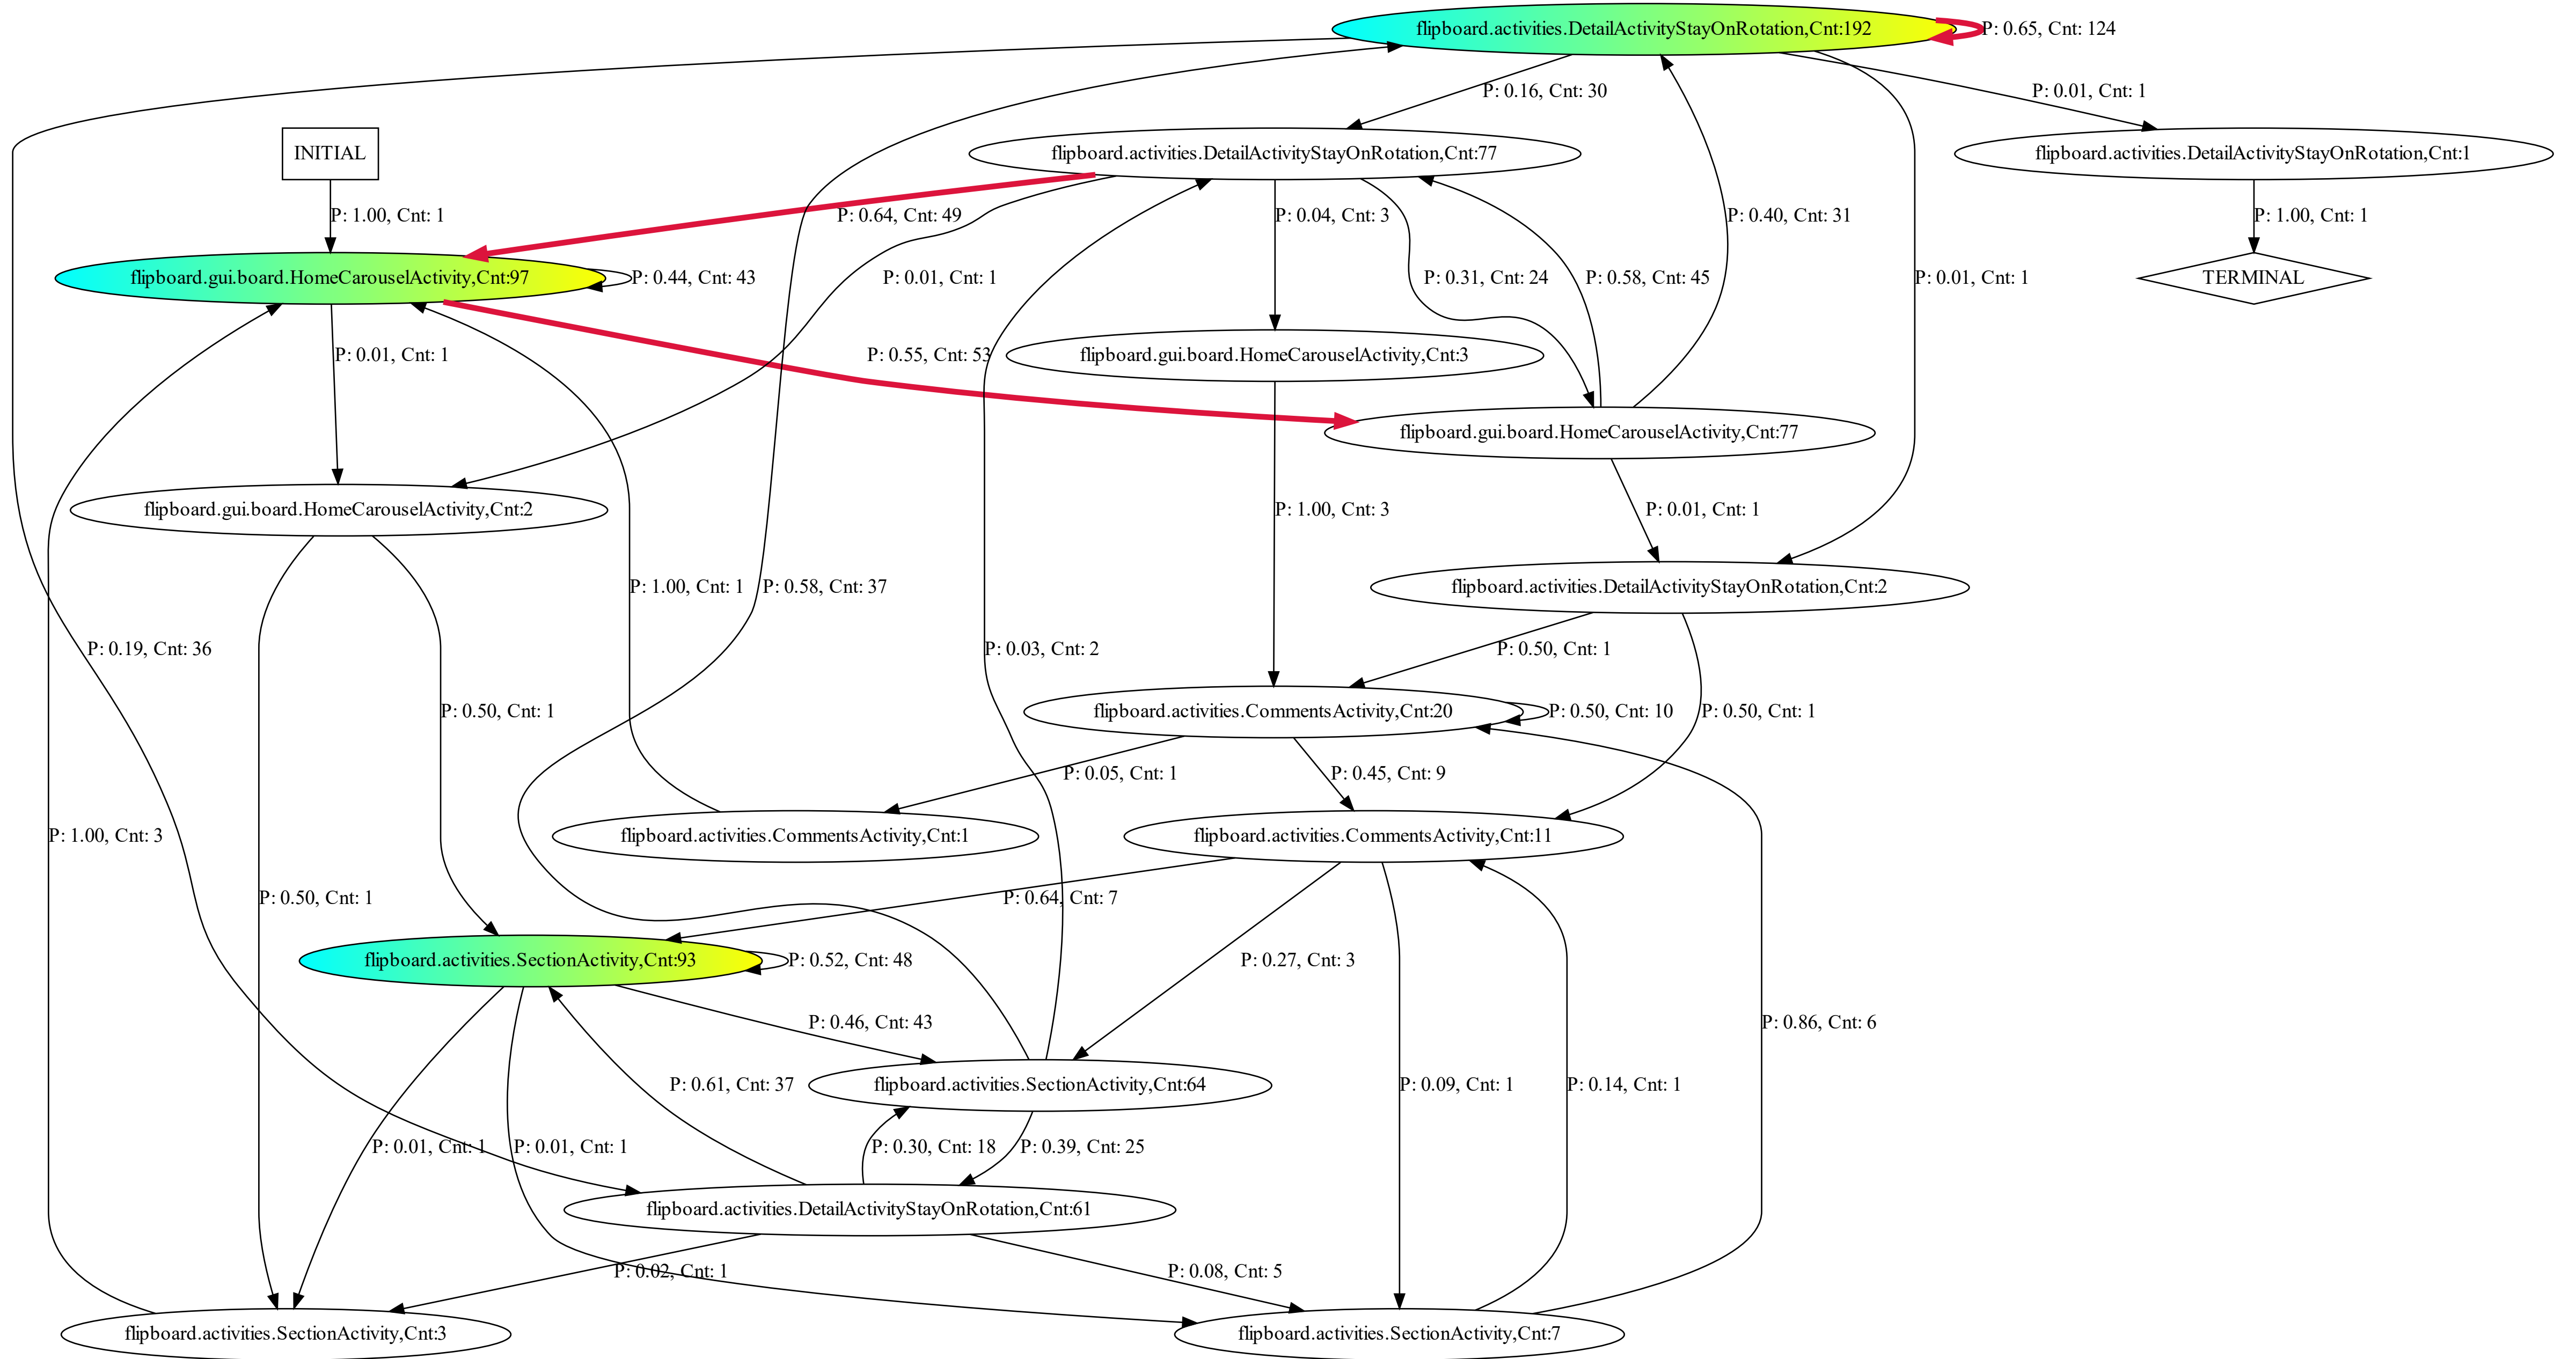 flipboard.activities.DetailActivityStayOnRotation,Cnt:192
P: 0.65, Cnt: 124
P: 0.16, Cnt: 30
P: 0.01, Cnt: 1
INITIAL
flipboard.activities.DetailActivityStayOnRotation,Cnt:77
flipboard.activities.DetailActivityStayOnRotation,Cnt:1
P: 1.00, Cnt: 1
P: 0.64, Cnt: 49
P: 0.04, Cnt: 3
P: 0.40, Cnt: 31
P: 1.00, Cnt: 1
flipboard.gui.board.HomeCarouselActivity,Cnt:97
P: 0.44, Cnt: 43
P: 0.01, Cnt: 1
P: 0.31, Cnt: 24
P: 0.58, Cnt: 45
P: 0.01, Cnt: 1
TERMINAL
P: 0.01, Cnt: 1
P: 0.55, Cnt: 53
flipboard.gui.board.HomeCarouselActivity,Cnt:3
flipboard.gui.board.HomeCarouselActivity,Cnt:77
flipboard.gui.board.HomeCarouselActivity,Cnt:2
P: 1.00, Cnt: 3
P: 0.01, Cnt: 1
P: 1.00, Cnt: 1
P: 0.58, Cnt: 37
flipboard.activities.DetailActivityStayOnRotation,Cnt:2
P: 0.19, Cnt: 36
P: 0.03, Cnt: 2
P: 0.50, Cnt: 1
P: 0.50, Cnt: 1
flipboard.activities.CommentsActivity,Cnt:20
P: 0.50, Cnt: 10
P: 0.50, Cnt: 1
P: 0.05, Cnt: 1
P: 0.45, Cnt: 9
P: 1.00, Cnt: 3
flipboard.activities.CommentsActivity,Cnt:1
flipboard.activities.CommentsActivity,Cnt:11
P: 0.50, Cnt: 1
P: 0.64, Cnt: 7
flipboard.activities.SectionActivity,Cnt:93
P: 0.52, Cnt: 48
P: 0.27, Cnt: 3
P: 0.46, Cnt: 43
P: 0.86, Cnt: 6
P: 0.61, Cnt: 37
flipboard.activities.SectionActivity,Cnt:64
P: 0.09, Cnt: 1
P: 0.14, Cnt: 1
P: 0.01, Cnt: 1
P: 0.01, Cnt: 1
P: 0.30, Cnt: 18
P: 0.39, Cnt: 25
flipboard.activities.DetailActivityStayOnRotation,Cnt:61
P: 0.02, Cnt: 1
P: 0.08, Cnt: 5
flipboard.activities.SectionActivity,Cnt:3
flipboard.activities.SectionActivity,Cnt:7